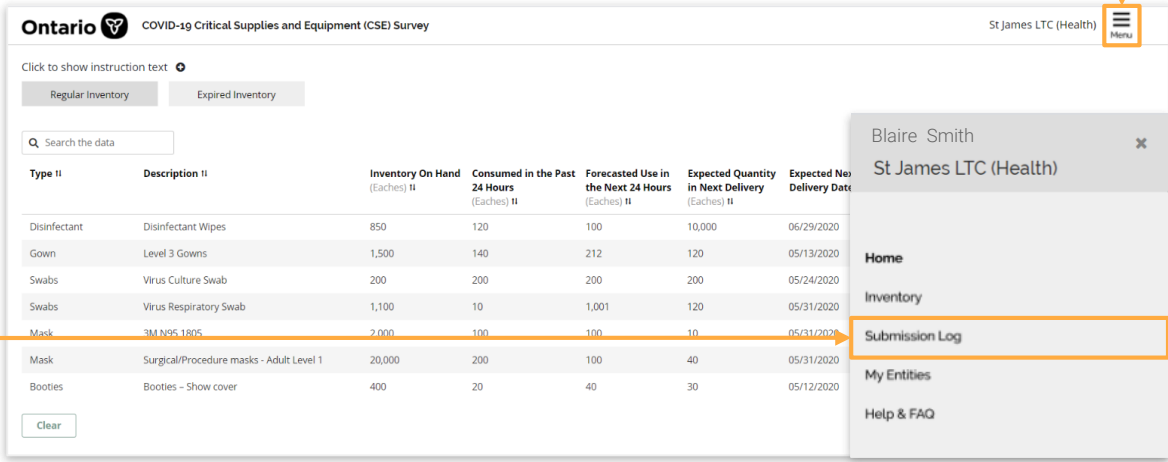 Ontario COVID-19 Critical Supplies and Equipment (CSE) Survey St James LTC (Health) Menu
Click to show instruction text
Regular Inventory Expired Inventory
Search the data
Type Description Inventory On Hand (Eaches) Consumed in the Past 24 Hours (Eaches) Forecasted Use in the Next 24 Hours (Eaches) Expected Quantity in Next Delivery (Eaches) Expected Nex Delivery Date
Disinfectant Disinfectant Wipes 850 120 100 10,000 06/29/2020
Gown Level 3 Gowns 1,500 140 212 120 05/13/2020
Swabs Virus Culture Swab 200 200 200 200 05/24/2020
Swabs Virus Respiratory Swab 1,100 10 1,001 120 05/31/2020
Mask 3M N95 1805 2,000 100 100 10 05/31/2020
Mask Surgical/Procedure masks - Adult Level 1 20,000 200 100 40 05/31/2020
Booties Booties – Show cover 400 20 40 30 05/12/2020
Clear
Blaire Smith
St James LTC (Health)
Home
Inventory
Submission Log
My Entities
Help & FAQ